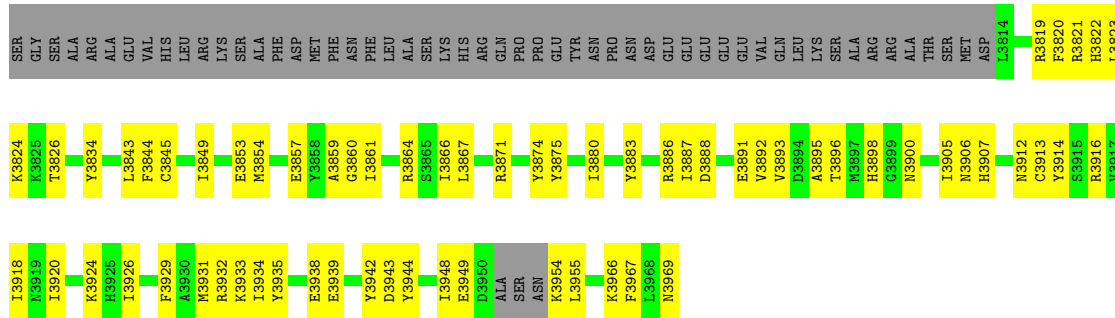 SER GLY SER ALA ARG ALA GLU VAL HIS LEU ARG LYS SER ALA PHE ASP MET PHE ASN PHE LEU ALA SER LYS HIS ARG GLN PRO PRO GLU TYR ASN PRO ASN ASP GLU GLU GLU GLU GLU VAL GLN LEU LYS SER ALA ARG ARG ALA THR SER MET ASP L3814 R3819 F3820 R3821 H3822 L3823
K3824 K3825 T3826 Y3834 L3843 F3844 C3845 I3849 E3853 M3854 E3857 Y3858 A3859 G3860 I3861 R3864 S3865 I3866 L3867 R3871 Y3874 Y3875 I3880 Y3883 R3886 I3887 D3888 E3891 V3892 V3893 D3894 A3895 T3896 M3897 H3898 G3899 N3900 I3905 N3906 H3907 N3912 C3913 Y3914 S3915 R3916 V3917
I3918 N3919 I3920 K3924 H3925 I3926 F3929 A3930 M3931 R3932 K3933 I3934 Y3935 E3938 E3939 Y3942 D3943 Y3944 I3948 E3949 D3950 ALA SER ASN K3954 L3955 K3966 F3967 L3968 N3969